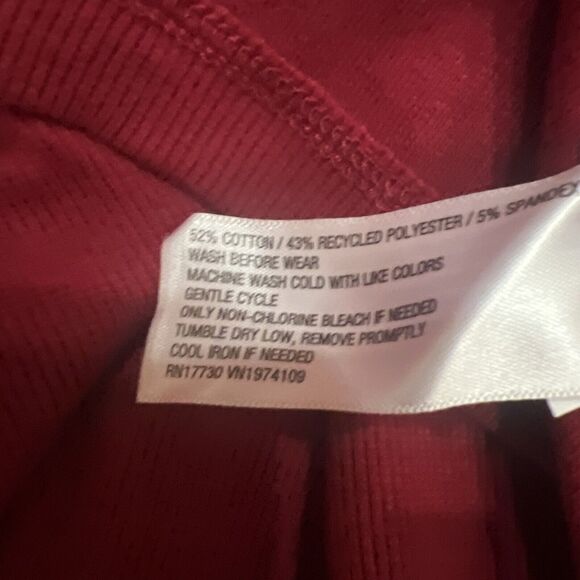 52% COTTON / 43% RECYCLED POLYESTER / 5% SPANDEX
WASH BEFORE WEAR
MACHINE WASH COLD WITH LIKE COLORS
GENTLE CYCLE
ONLY NON-CHLORINE BLEACH IF NEEDED
TUMBLE DRY LOW, REMOVE PROMPTLY
COOL IRON IF NEEDED
RN17730 VN1974109